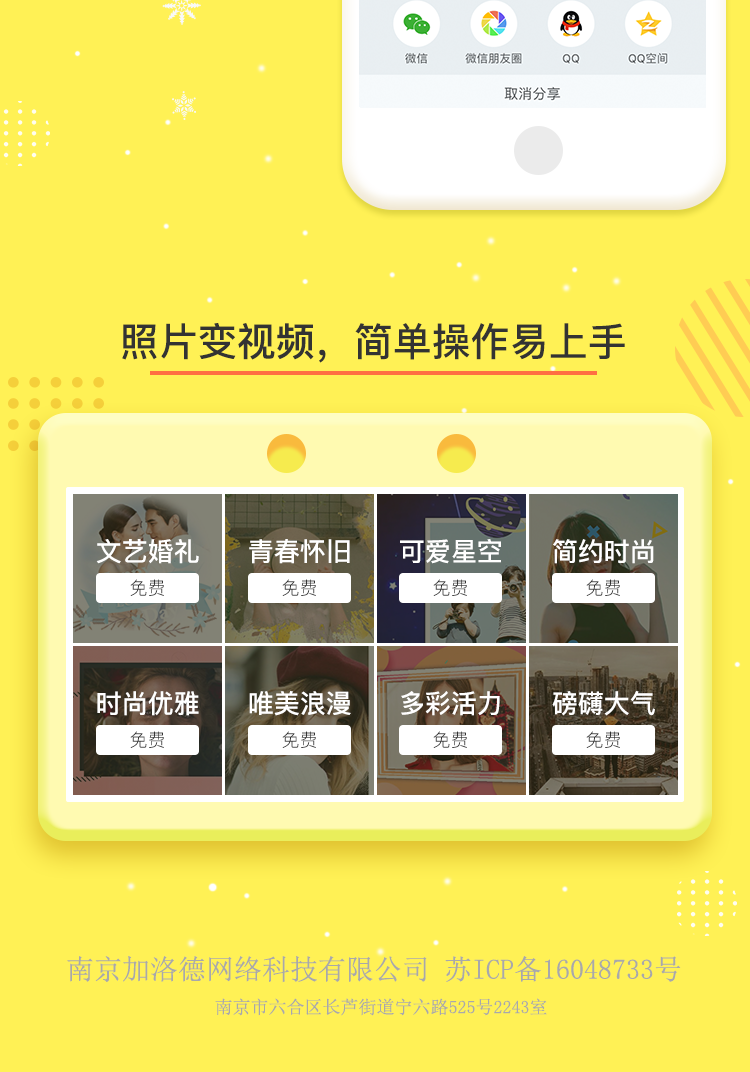 微信 微信朋友圈 QQ QQ空间
取消分享
照片变视频，简单操作易上手
文艺婚礼 青春怀旧 可爱星空 简约时尚
免费 免费 免费 免费
时尚优雅 唯美浪漫 多彩活力 磅礴大气
免费 免费 免费 免费
南京加洛德网络科技有限公司 苏ICP备16048733号
南京市六合区长芦街道宁六路525号2243室